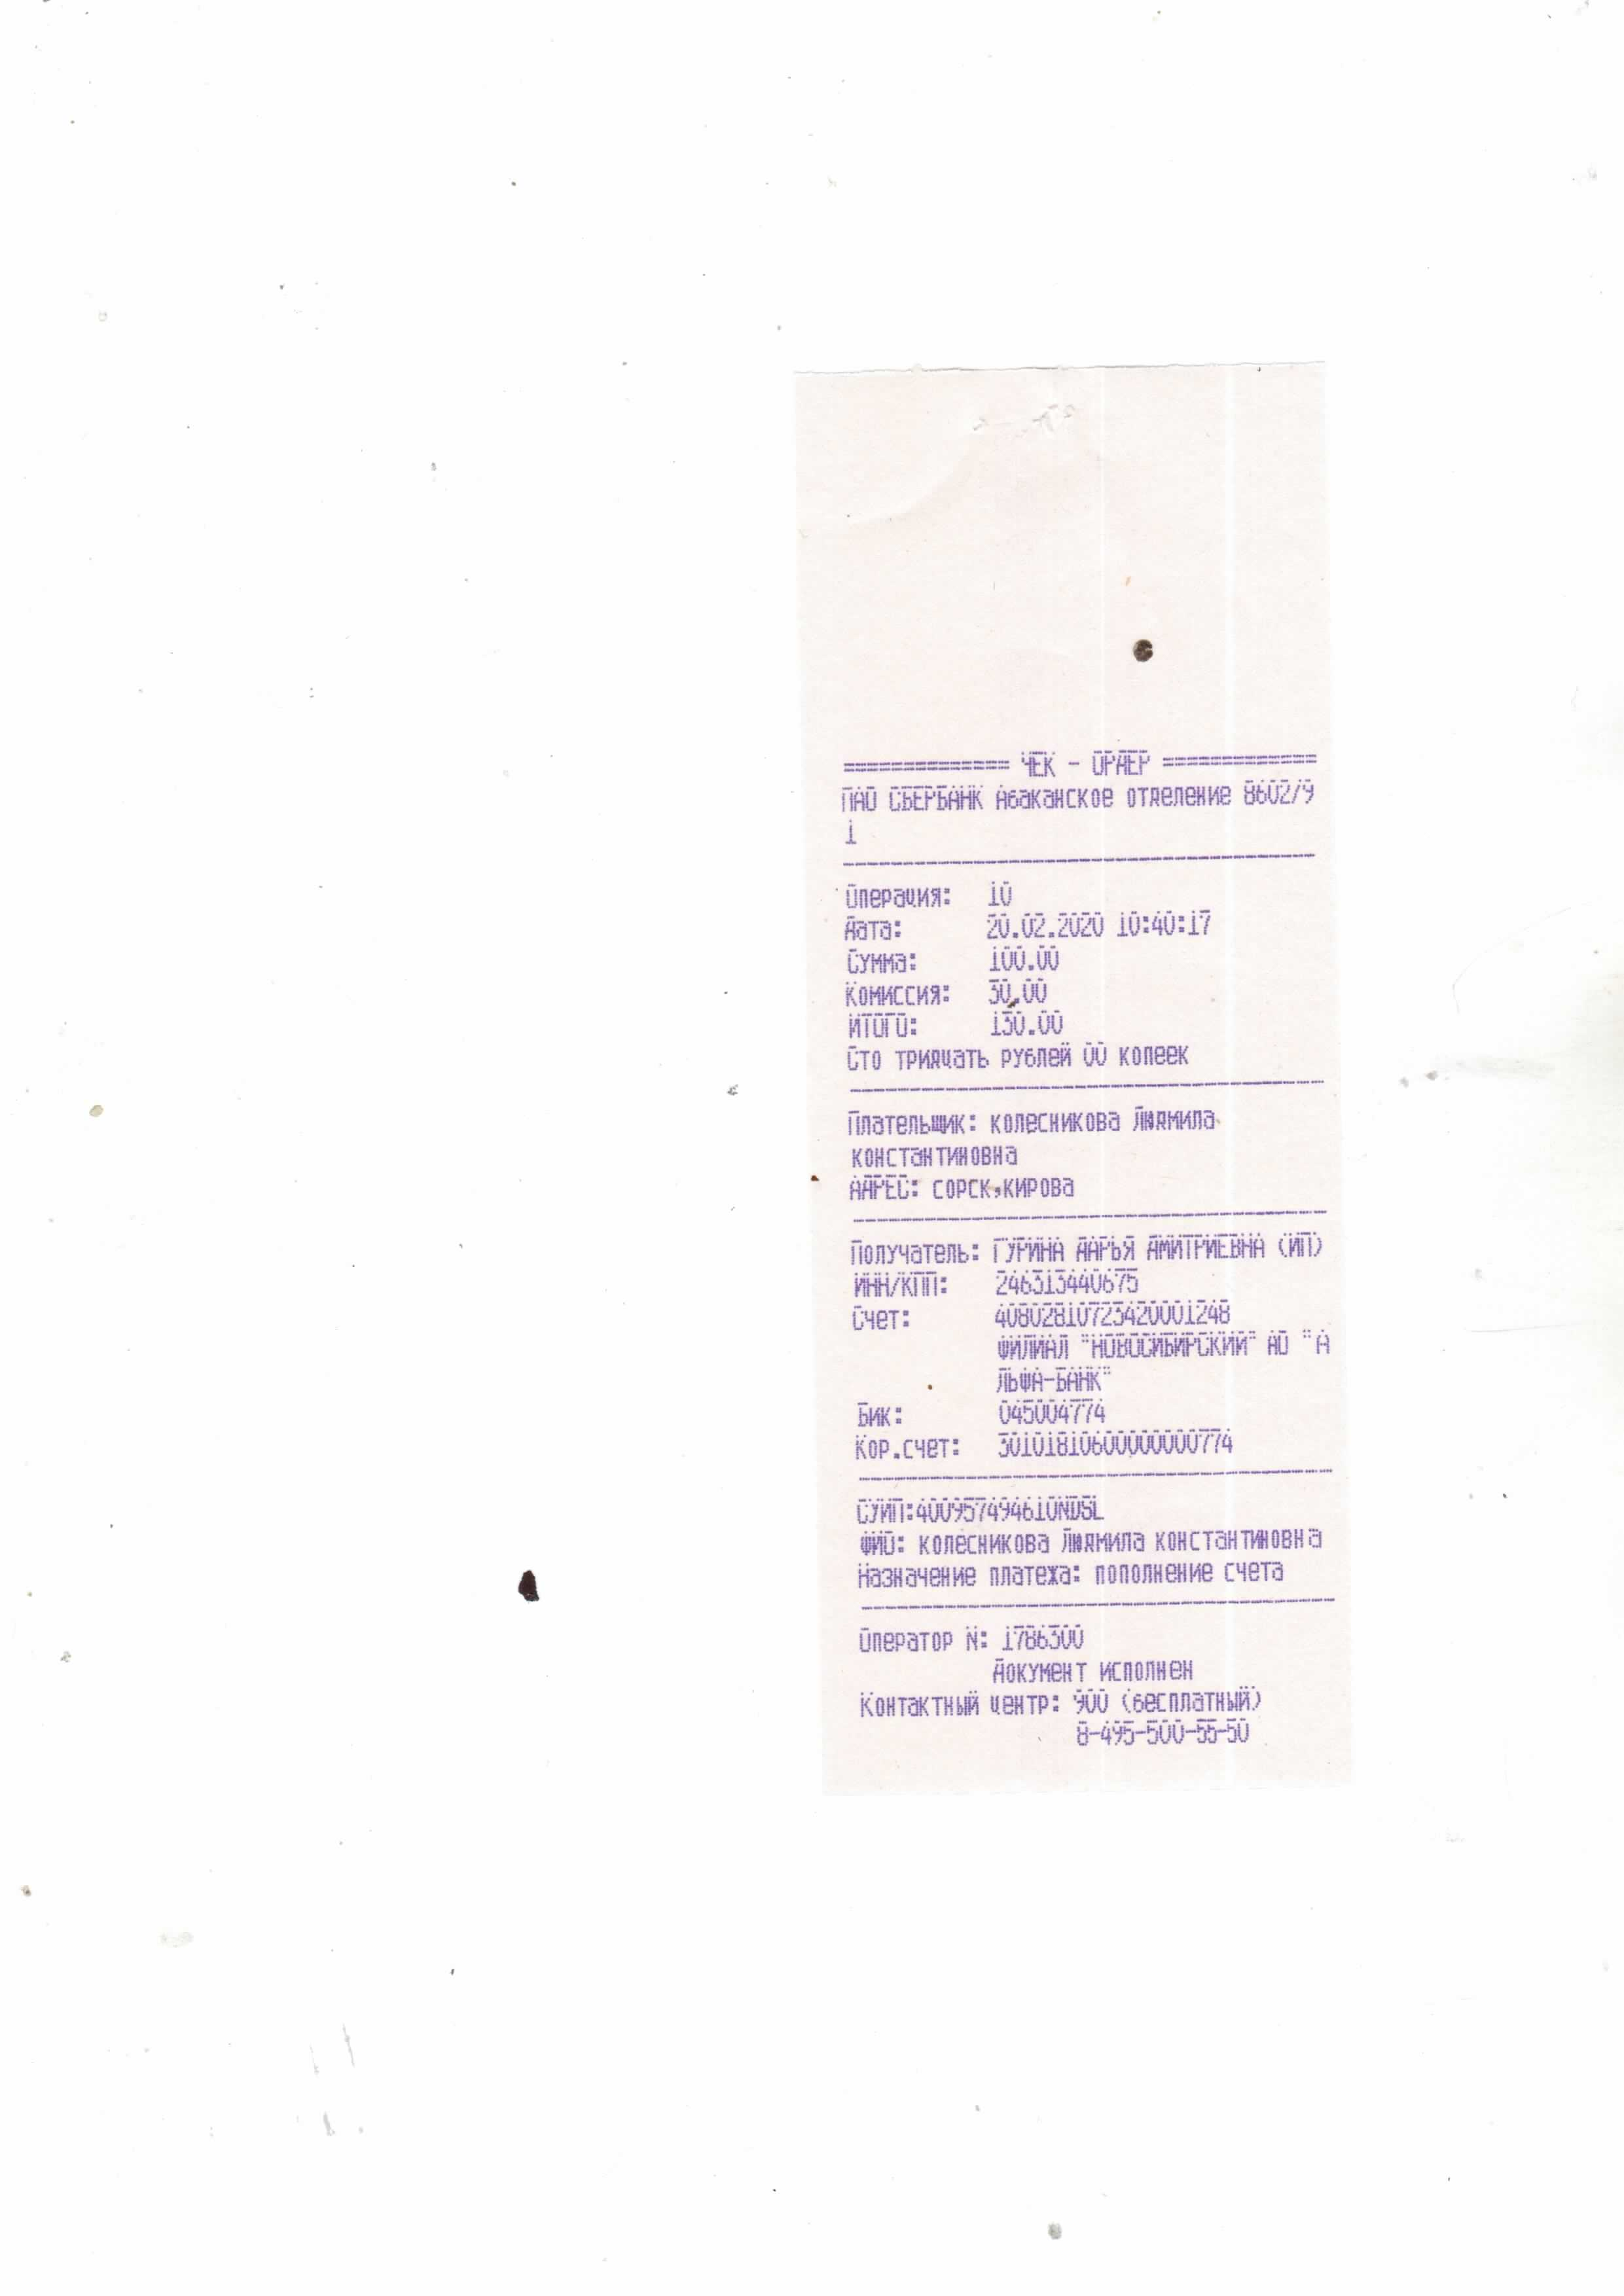 ============== ЧЕК - ОРДЕР =============
ПАО СБЕРБАНК Абаканское отделение 8602/9
1
Операция: 10
Дата: 20.02.2020 10:40:17
Сумма: 100.00
Комиссия: 30.00
ИТОГО: 130.00
Сто тридцать рублей 00 копеек
Плательщик: колесникова Людмила
константиновна
АДРЕС: сорск,кирова
Получатель: ГУРИНА ДАРЬЯ ДМИТРИЕВНА (ИП)
ИНН/КПП: 246313440675
Счет: 40802810723420001248
ФИЛИАЛ "НОВОСИБИРСКИЙ" АО "А
ЛЬФА-БАНК"
Бик: 045004774
Кор.счет: 30101810600000000774
СУИП:400957494610NDSL
ФИО: колесникова Людмила константиновна
Назначение платежа: пополнение счета
Оператор N: 1786300
Документ исполнен
Контактный центр: 900 (бесплатный)
8-495-500-55-50